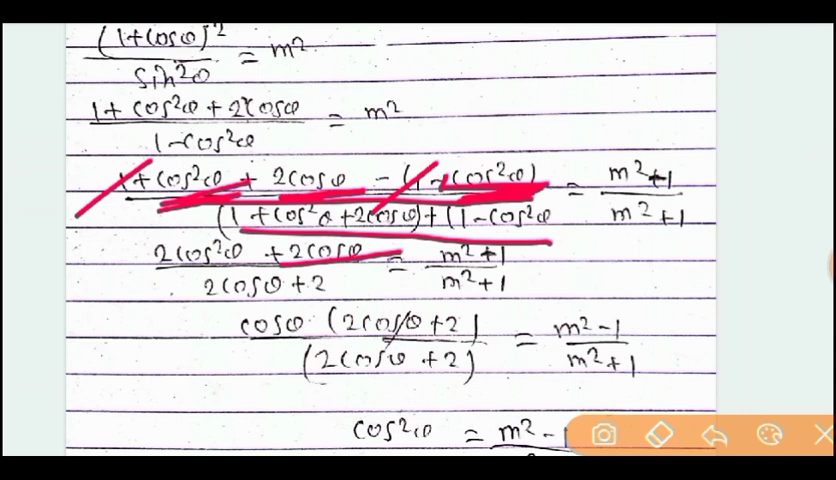 (1+cosθ)²/sin²θ = m²
1+cos²θ+2cosθ/1-cos²θ = m²
1+cos²θ+2cosθ-(1-cos²θ)/(1+cos²θ+2cosθ)+(1-cos²θ = m²+1/m²+1
2cos²θ+2cosθ/2cosθ+2 = m²+1/m²+1
cosθ(2cosθ+2)/(2cosθ+2) = m²-1/m²+1
cos²θ = m²-1